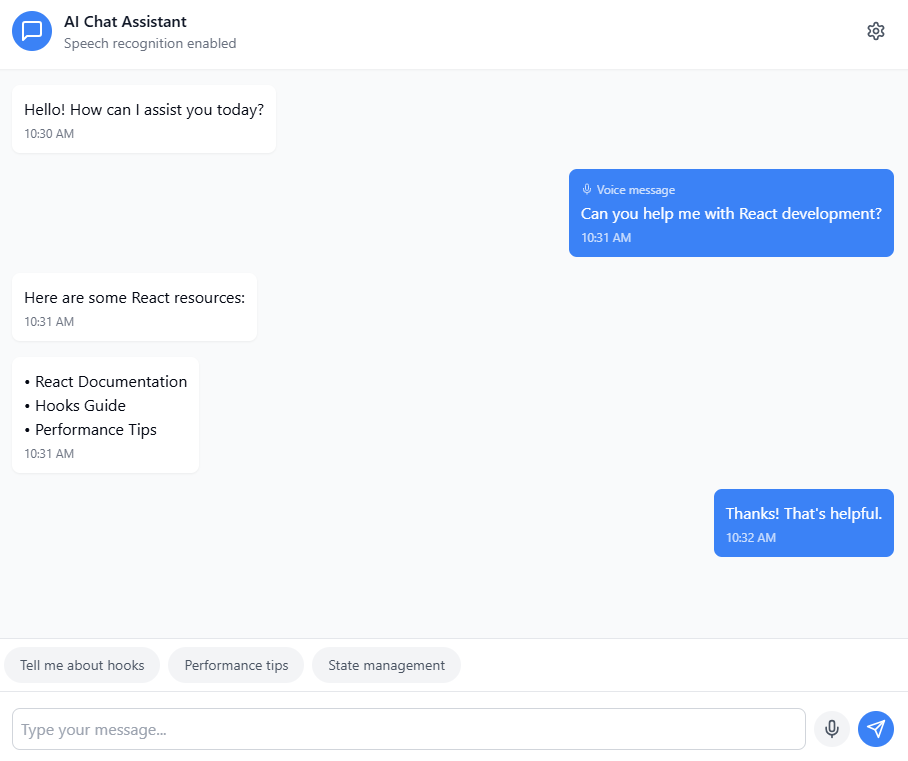 AI Chat Assistant
Speech recognition enabled
Hello! How can I assist you today?
10:30 AM
Voice message
Can you help me with React development?
10:31 AM
Here are some React resources:
10:31 AM
• React Documentation
• Hooks Guide
• Performance Tips
10:31 AM
Thanks! That's helpful.
10:32 AM
Tell me about hooks
Performance tips
State management
Type your message...